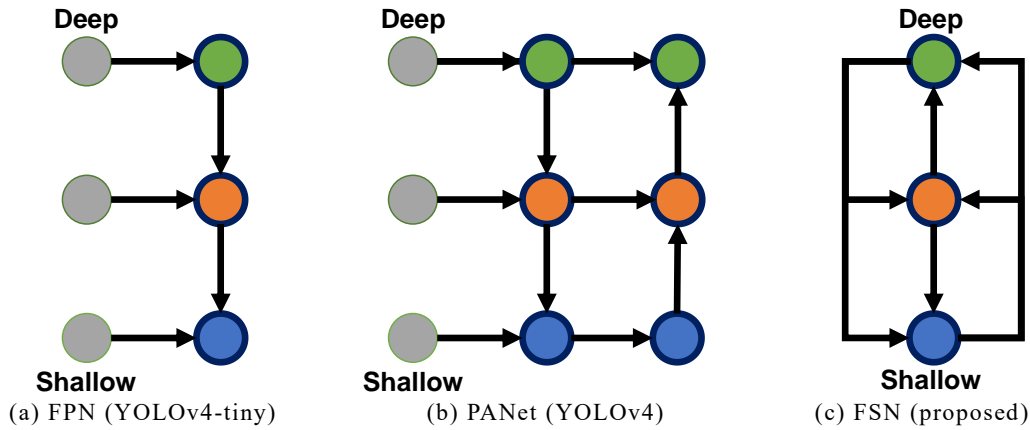 Deep
Deep
Deep
Shallow
Shallow
Shallow
(a) FPN (YOLOv4-tiny)
(b) PANet (YOLOv4)
(c) FSN (proposed)